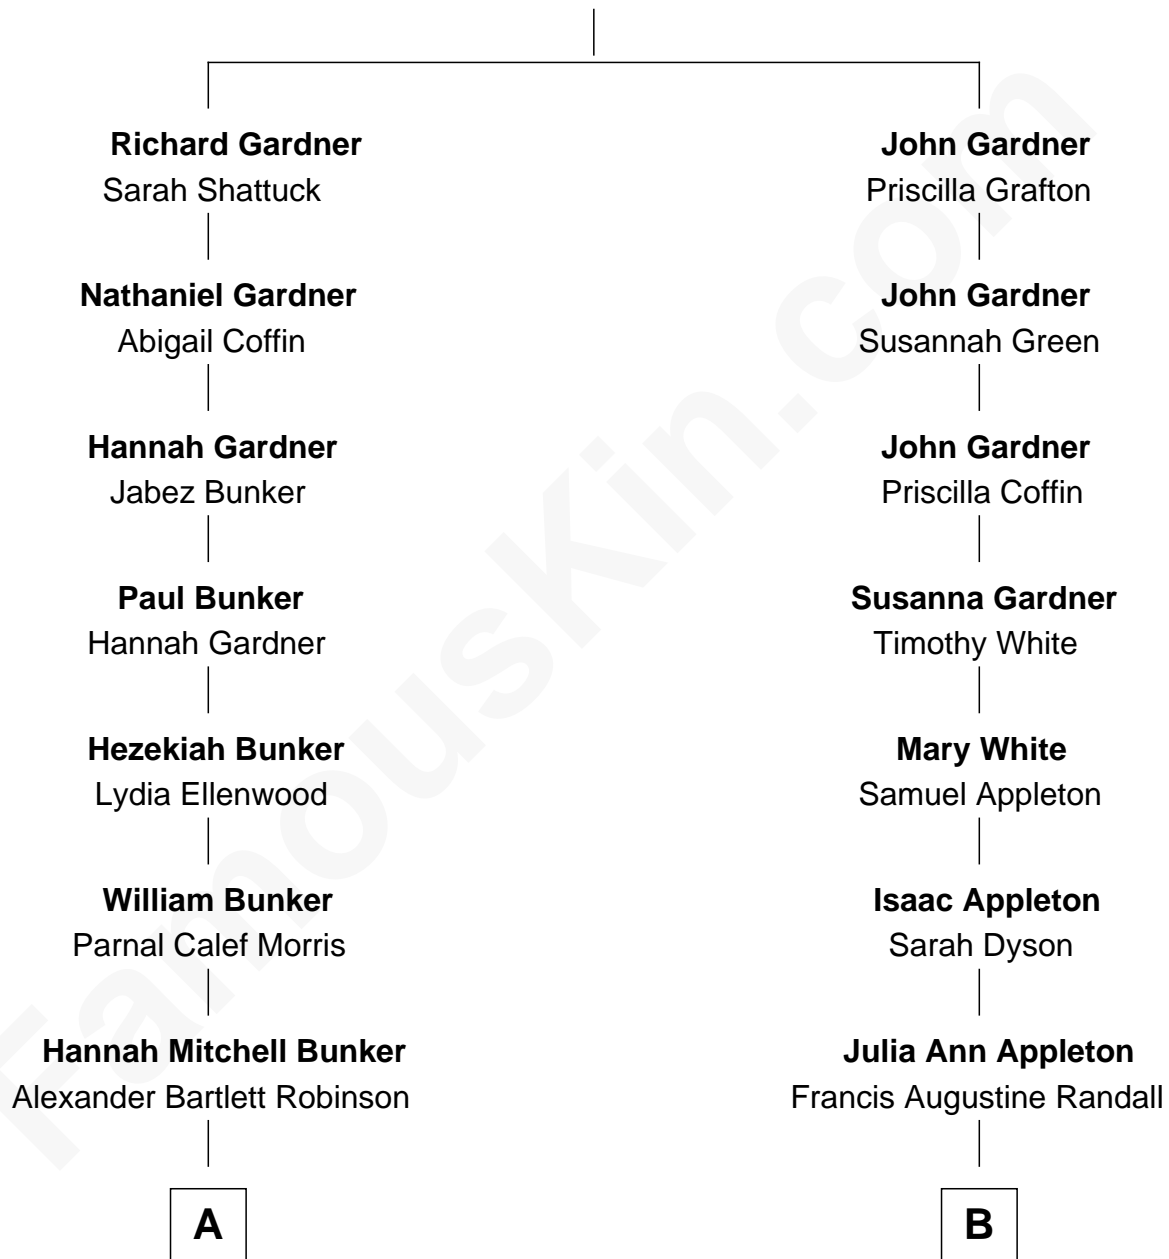 Richard Gardner
Sarah Shattuck
Nathaniel Gardner
Abigail Coffin
Hannah Gardner
Jabez Bunker
Paul Bunker
Hannah Gardner
Hezekiah Bunker
Lydia Ellenwood
William Bunker
Parnal Calef Morris
Hannah Mitchell Bunker
Alexander Bartlett Robinson
A
John Gardner
Priscilla Grafton
John Gardner
Susannah Green
John Gardner
Priscilla Coffin
Susanna Gardner
Timothy White
Mary White
Samuel Appleton
Isaac Appleton
Sarah Dyson
Julia Ann Appleton
Francis Augustine Randall
B
FamousKin.com